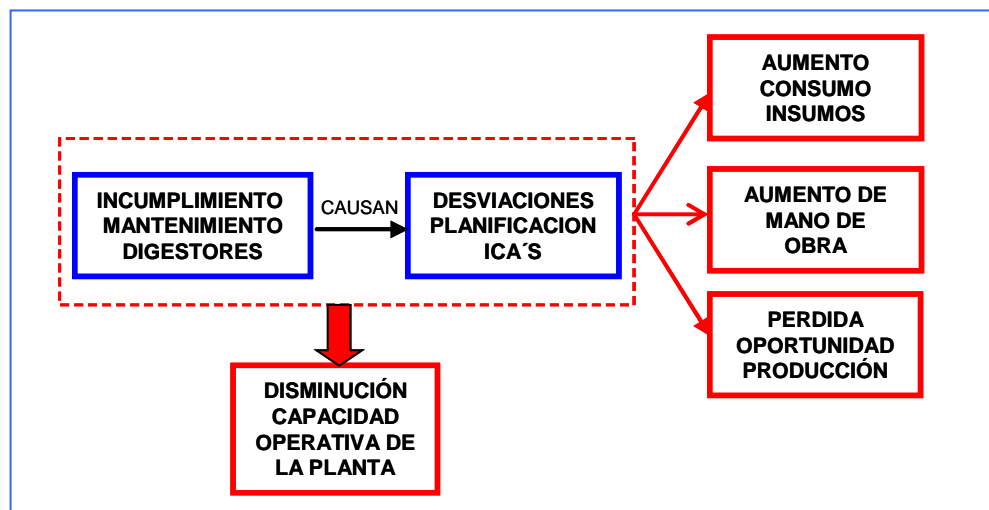 AUMENTO
CONSUMO
INSUMOS
INCUMPLIMIENTO
MANTENIMIENTO
DIGESTORES
CAUSAN
DESVIACIONES
PLANIFICACION
ICA´S
AUMENTO DE
MANO DE
OBRA
PERDIDA
OPORTUNIDAD
PRODUCCIÓN
DISMINUCIÓN
CAPACIDAD
OPERATIVA DE
LA PLANTA